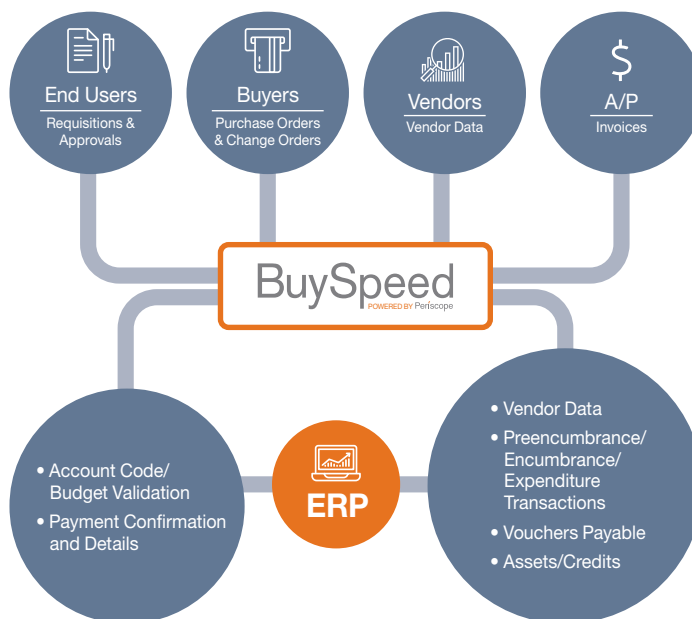 End Users
Requisitions &
Approvals
Buyers
Purchase Orders
& Change Orders
Vendors
Vendor Data
$
A/P
Invoices
BuySpeed
POWERED BY Periscope
• Account Code/
Budget Validation
• Payment Confirmation
and Details
ERP
• Vendor Data
• Preencumbrance/
Encumbrance/
Expenditure
Transactions
• Vouchers Payable
• Assets/Credits